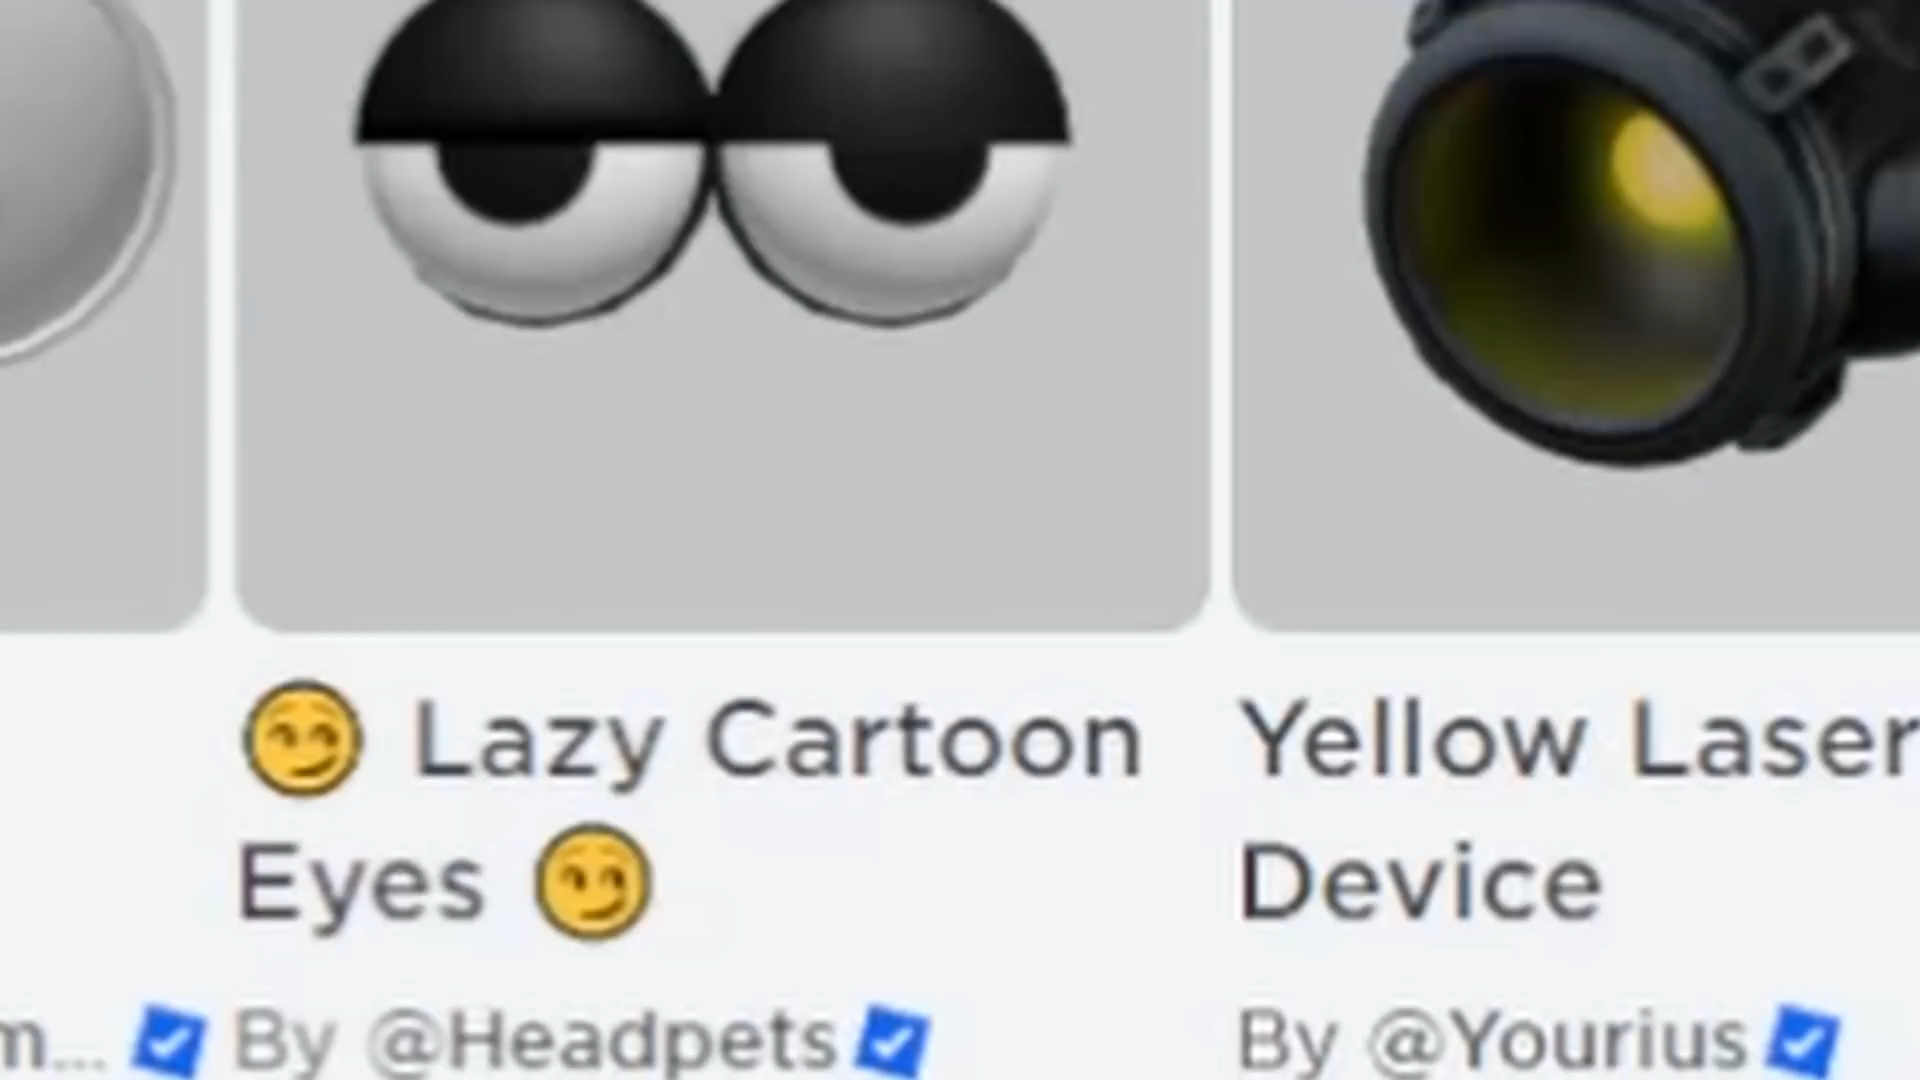 😏 Lazy Cartoon
Eyes 😏
By @Headpets
Yellow Laser
Device
By @Yourius
m...